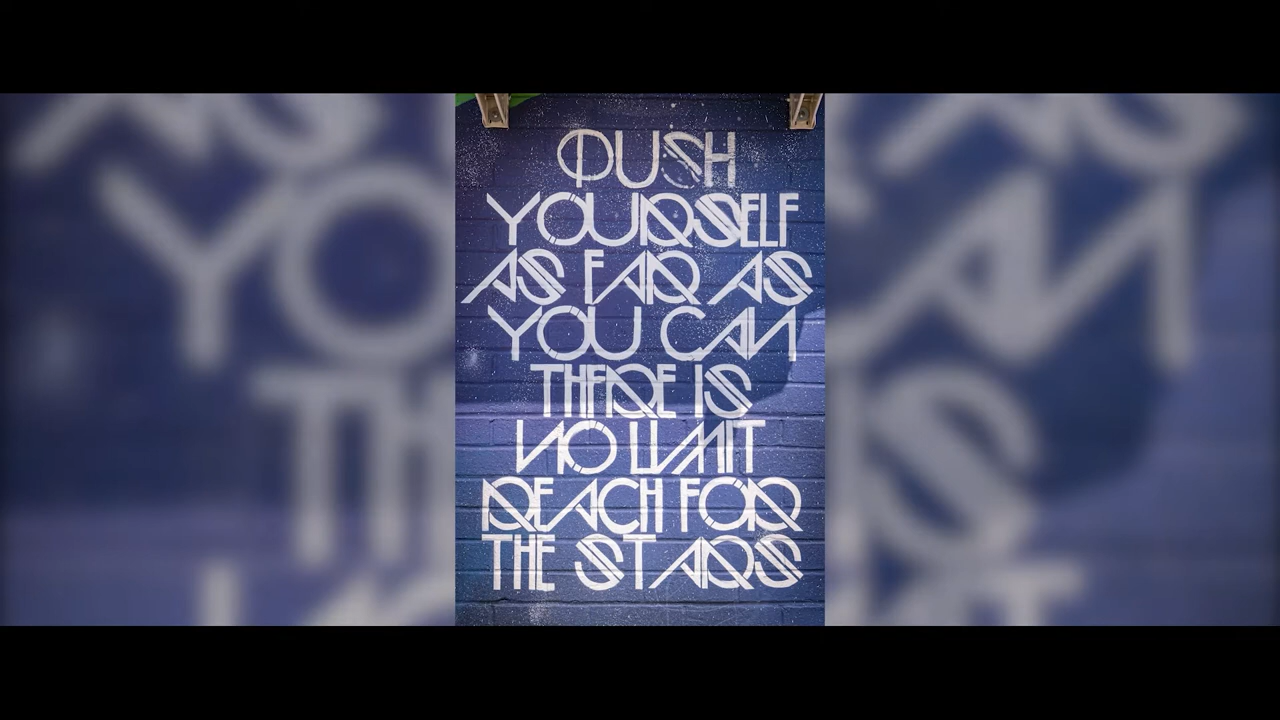 PUSH
YOURSELF
AS FAR AS
YOU CAN
THERE IS
NO LIMIT
REACH FOR
THE STARS